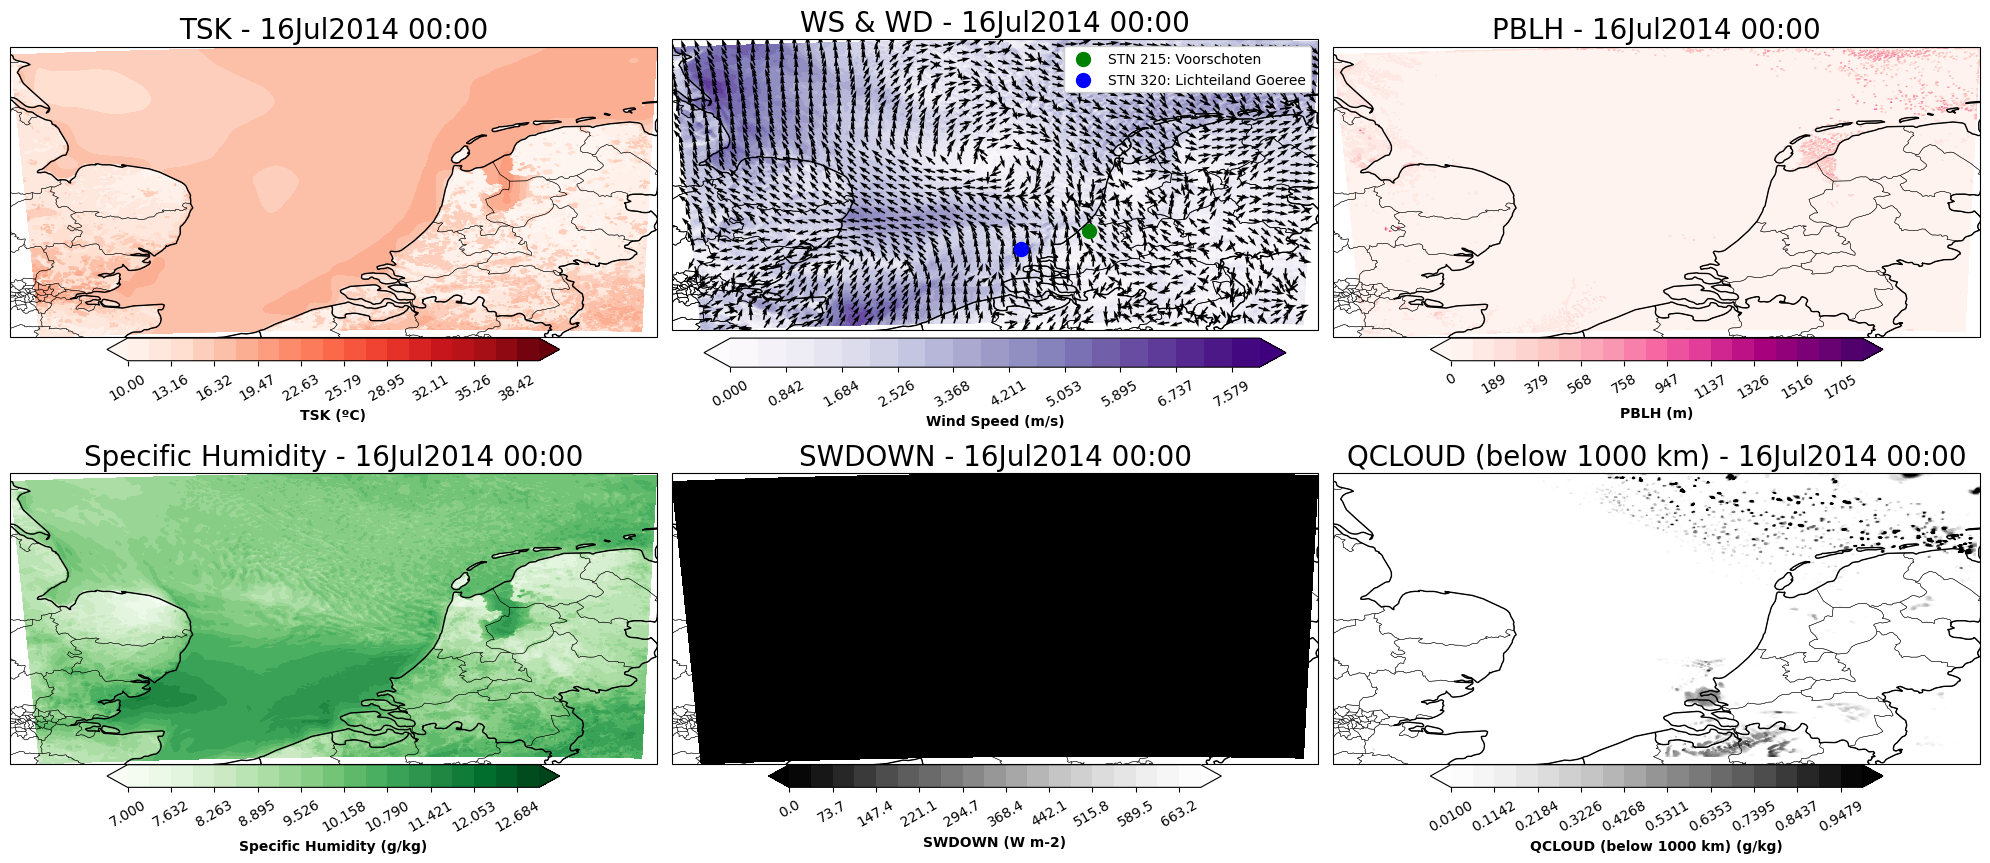 TSK - 16Jul2014 00:00
WS & WD - 16Jul2014 00:00
PBLH - 16Jul2014 00:00
STN 215: Voorschoten
STN 320: Lichteiland Goeree
10.00 13.16 16.32 19.47 22.63 25.79 28.95 32.11 35.26 38.42
TSK (ºC)
0.000 0.842 1.684 2.526 3.368 4.211 5.053 5.895 6.737 7.579
Wind Speed (m/s)
0 189 379 568 758 947 1137 1326 1516 1705
PBLH (m)
Specific Humidity - 16Jul2014 00:00
SWDOWN - 16Jul2014 00:00
QCLOUD (below 1000 km) - 16Jul2014 00:00
7.000 7.632 8.263 8.895 9.526 10.158 10.790 11.421 12.053 12.684
Specific Humidity (g/kg)
0.0 73.7 147.4 221.1 294.7 368.4 442.1 515.8 589.5 663.2
SWDOWN (W m-2)
0.0100 0.1142 0.2184 0.3226 0.4268 0.5311 0.6353 0.7395 0.8437 0.9479
QCLOUD (below 1000 km) (g/kg)